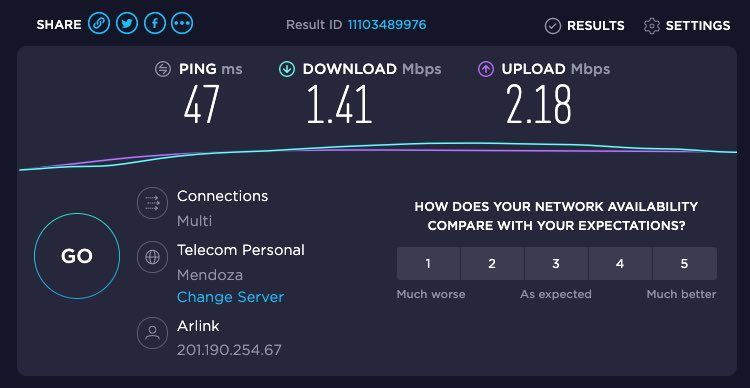 SHARE
Result ID 11103489976
RESULTS
SETTINGS
PING ms
DOWNLOAD Mbps
UPLOAD Mbps
47
1.41
2.18
GO
Connections
Multi
Telecom Personal
Mendoza
Change Server
Arlink
201.190.254.67
HOW DOES YOUR NETWORK AVAILABILITY
COMPARE WITH YOUR EXPECTATIONS?
1 2 3 4 5
Much worse As expected Much better